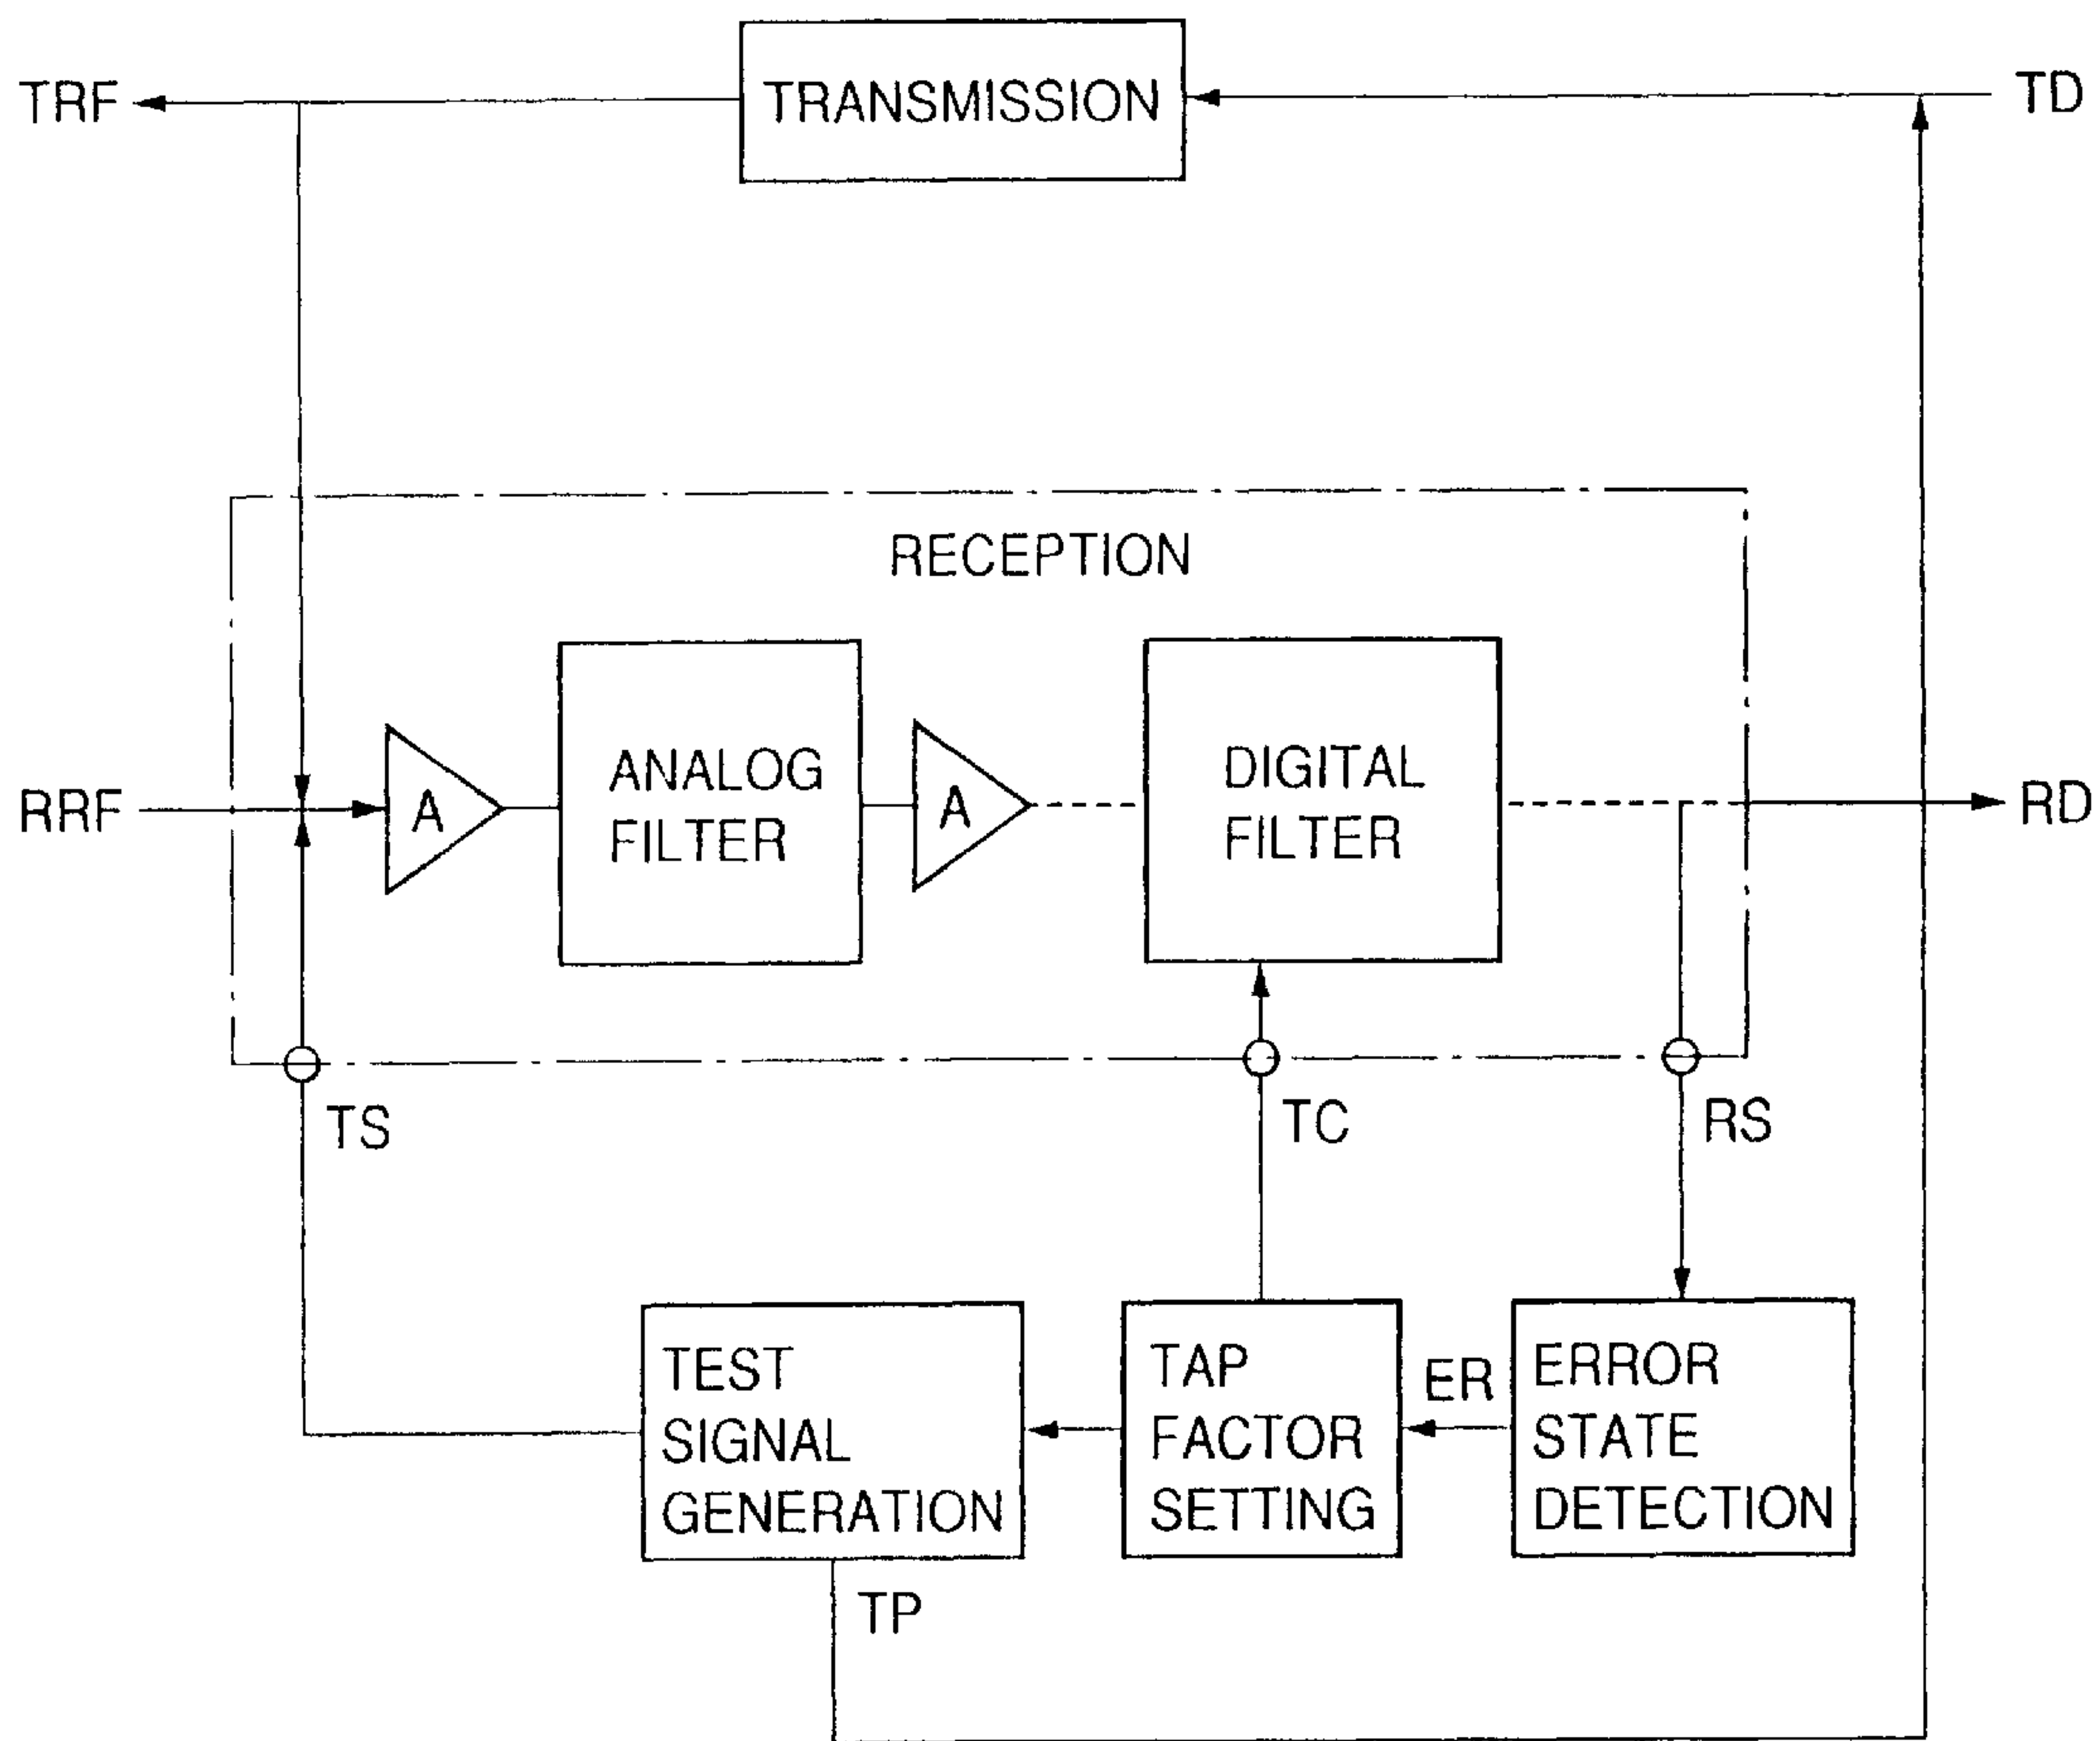 TRF
TRANSMISSION
TD
RECEPTION
RRF
A
ANALOG
FILTER
A
DIGITAL
FILTER
RD
TS
TC
RS
TEST
SIGNAL
GENERATION
TAP
FACTOR
SETTING
ER
ERROR
STATE
DETECTION
TP